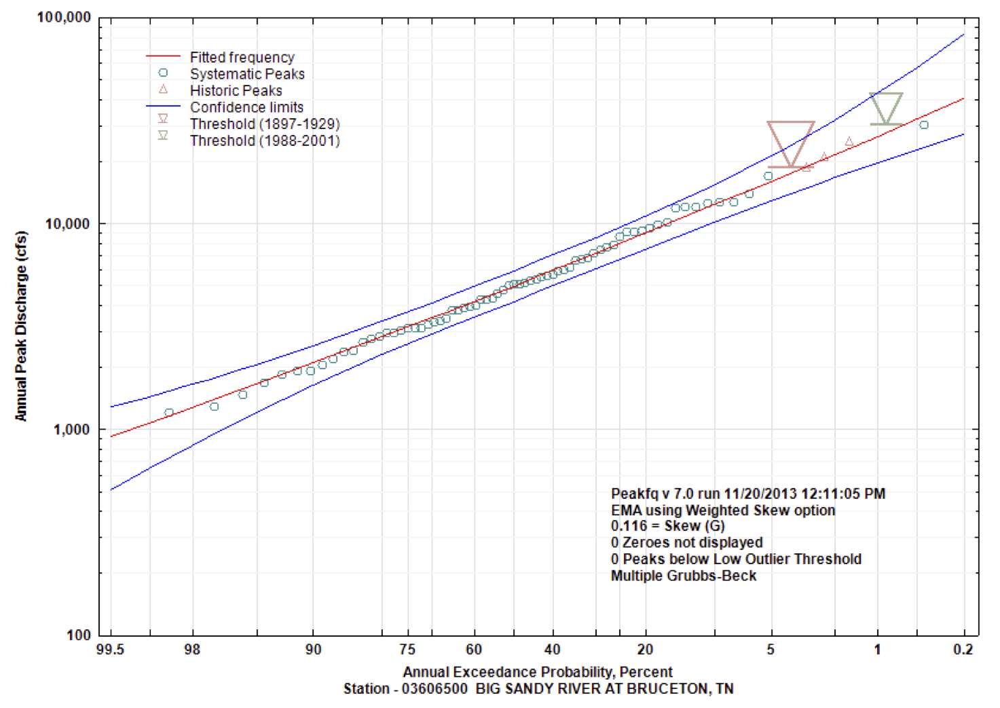 100,000
Fitted frequency
Systematic Peaks
Historic Peaks
Confidence limits
Threshold (1897-1929)
Threshold (1988-2001)
10,000
Annual Peak Discharge (cfs)
1,000
Peakfq v 7.0 run 11/20/2013 12:11:05 PM
EMA using Weighted Skew option
0.116 = Skew (G)
0 Zeroes not displayed
0 Peaks below Low Outlier Threshold
Multiple Grubbs-Beck
100
99.5 98 90 75 60 40 20 5 1 0.2
Annual Exceedance Probability, Percent
Station - 03606500 BIG SANDY RIVER AT BRUCETON, TN